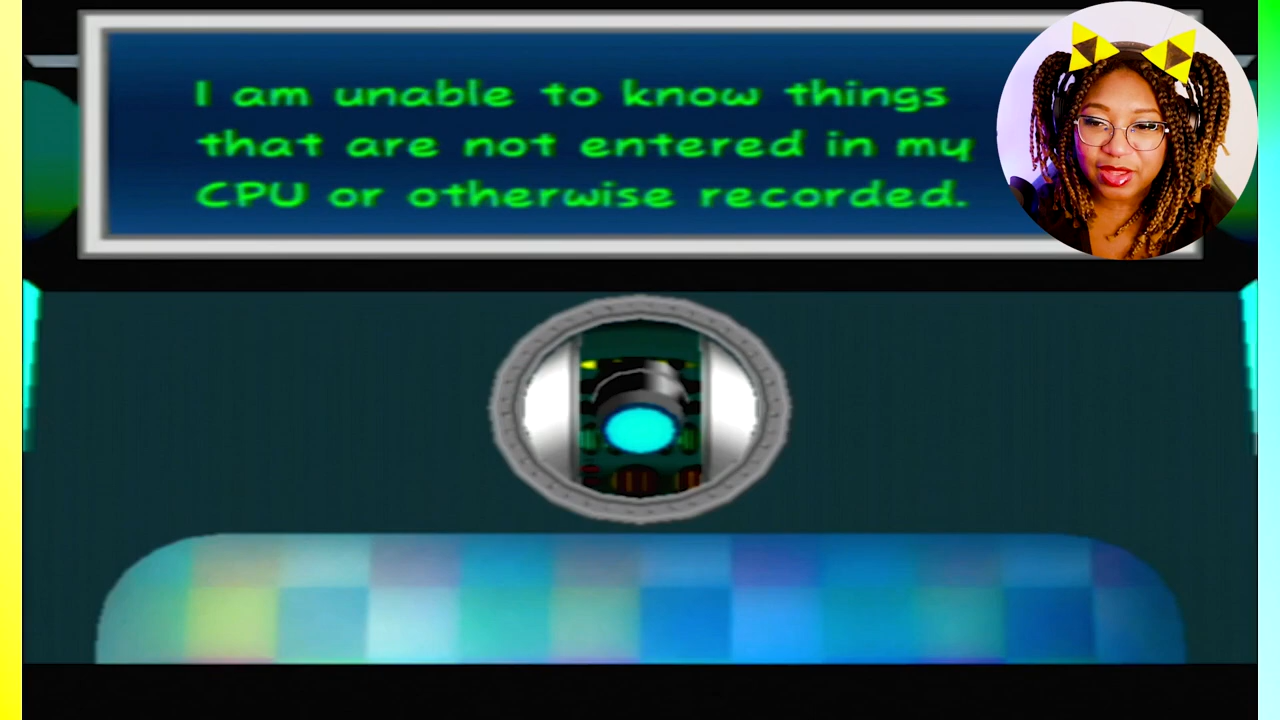 I am unable to know things
that are not entered in my
CPU or otherwise recorded.